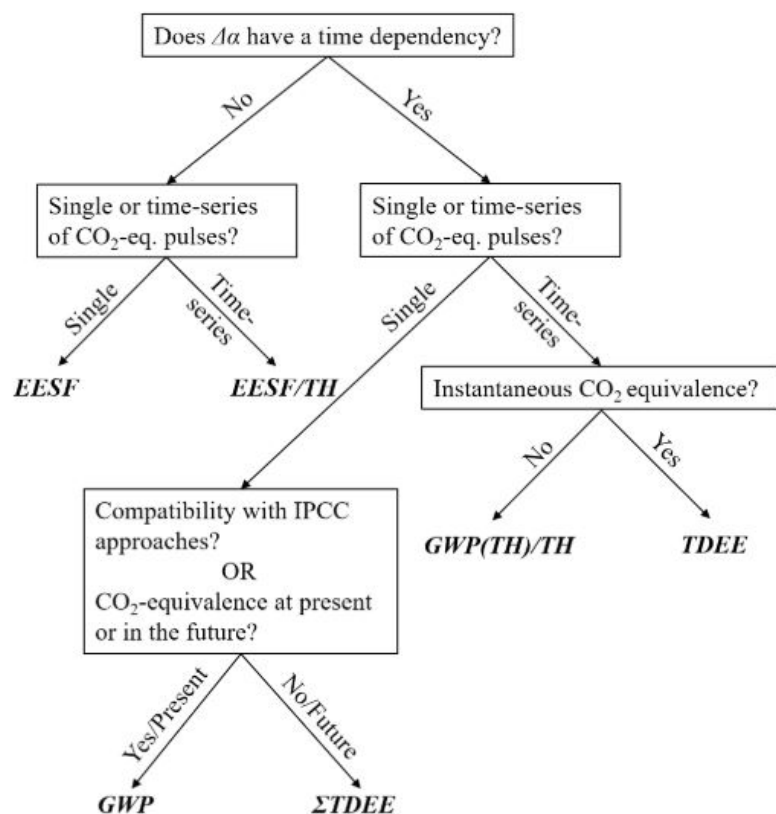 Does Δα have a time dependency?
No
Yes
Single or time-series
of CO₂-eq. pulses?
Single or time-series
of CO₂-eq. pulses?
Single
Time-
series
Single
Time-
series
EESF
EESF/TH
Instantaneous CO₂ equivalence?
No
Yes
Compatibility with IPCC
approaches?
OR
CO₂-equivalence at present
or in the future?
GWP(TH)/TH
TDEE
Yes/Present
No/Future
GWP
ΣTDEE